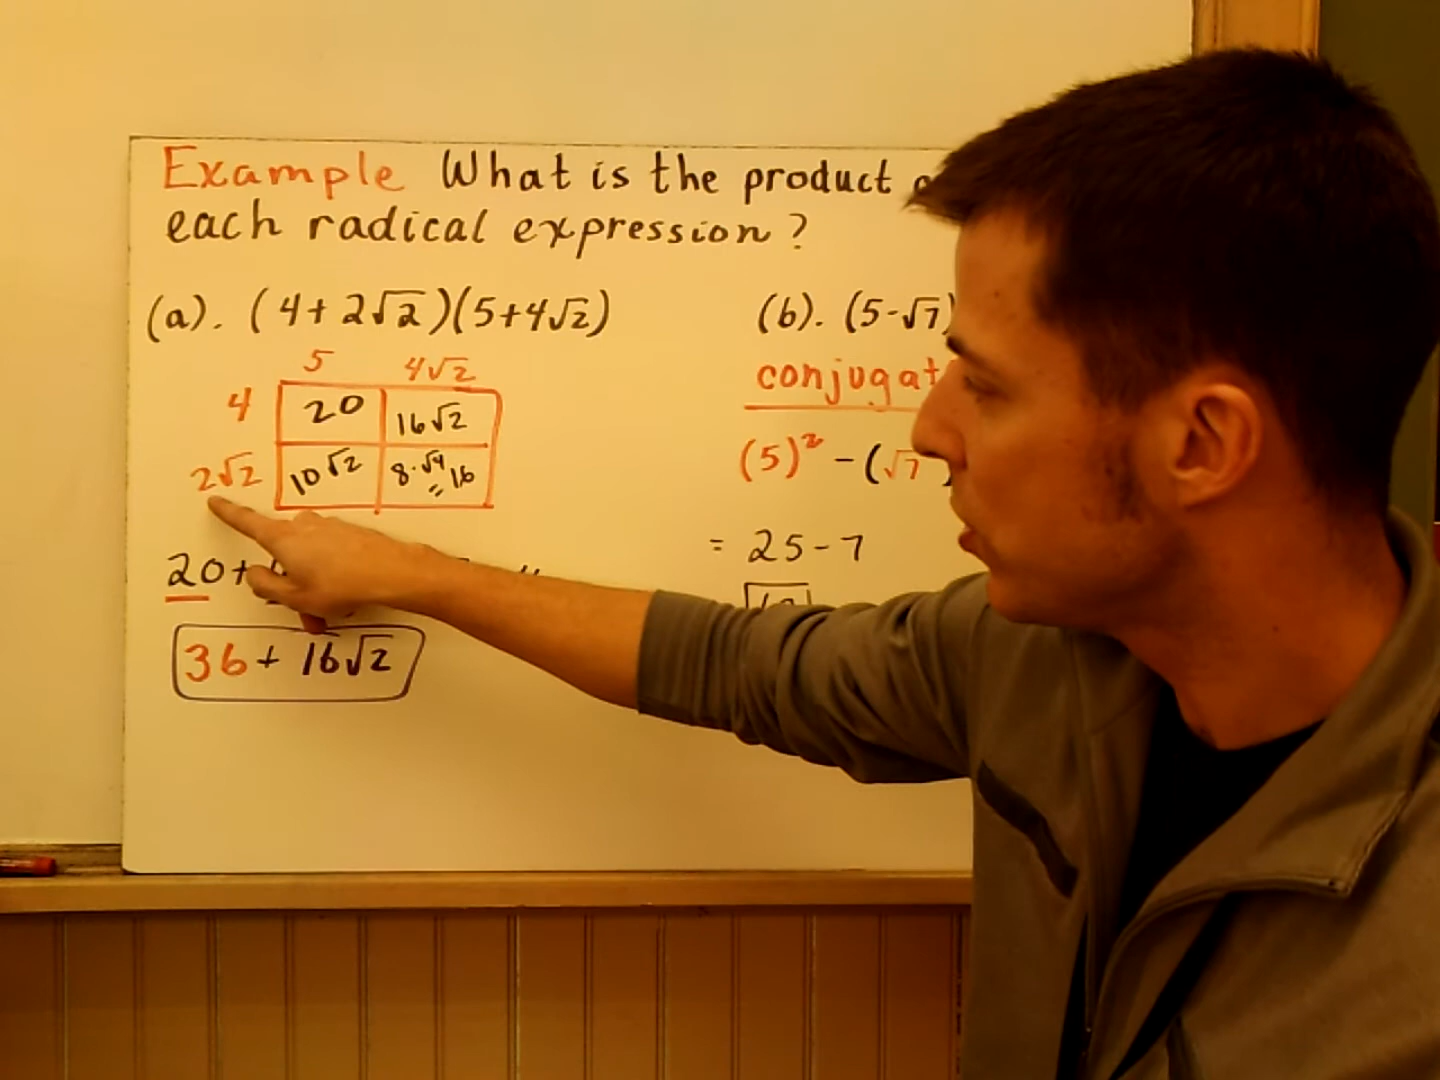 Example What is the product
each radical expression?
(a). (4+2√2)(5+4√2)
5 4√2
4 20 16√2
2√2 10√2 8·√4 = 16
20+
36+ 16√2
(b). (5-√7)
conjugat
(5)² - (√7
= 25-7